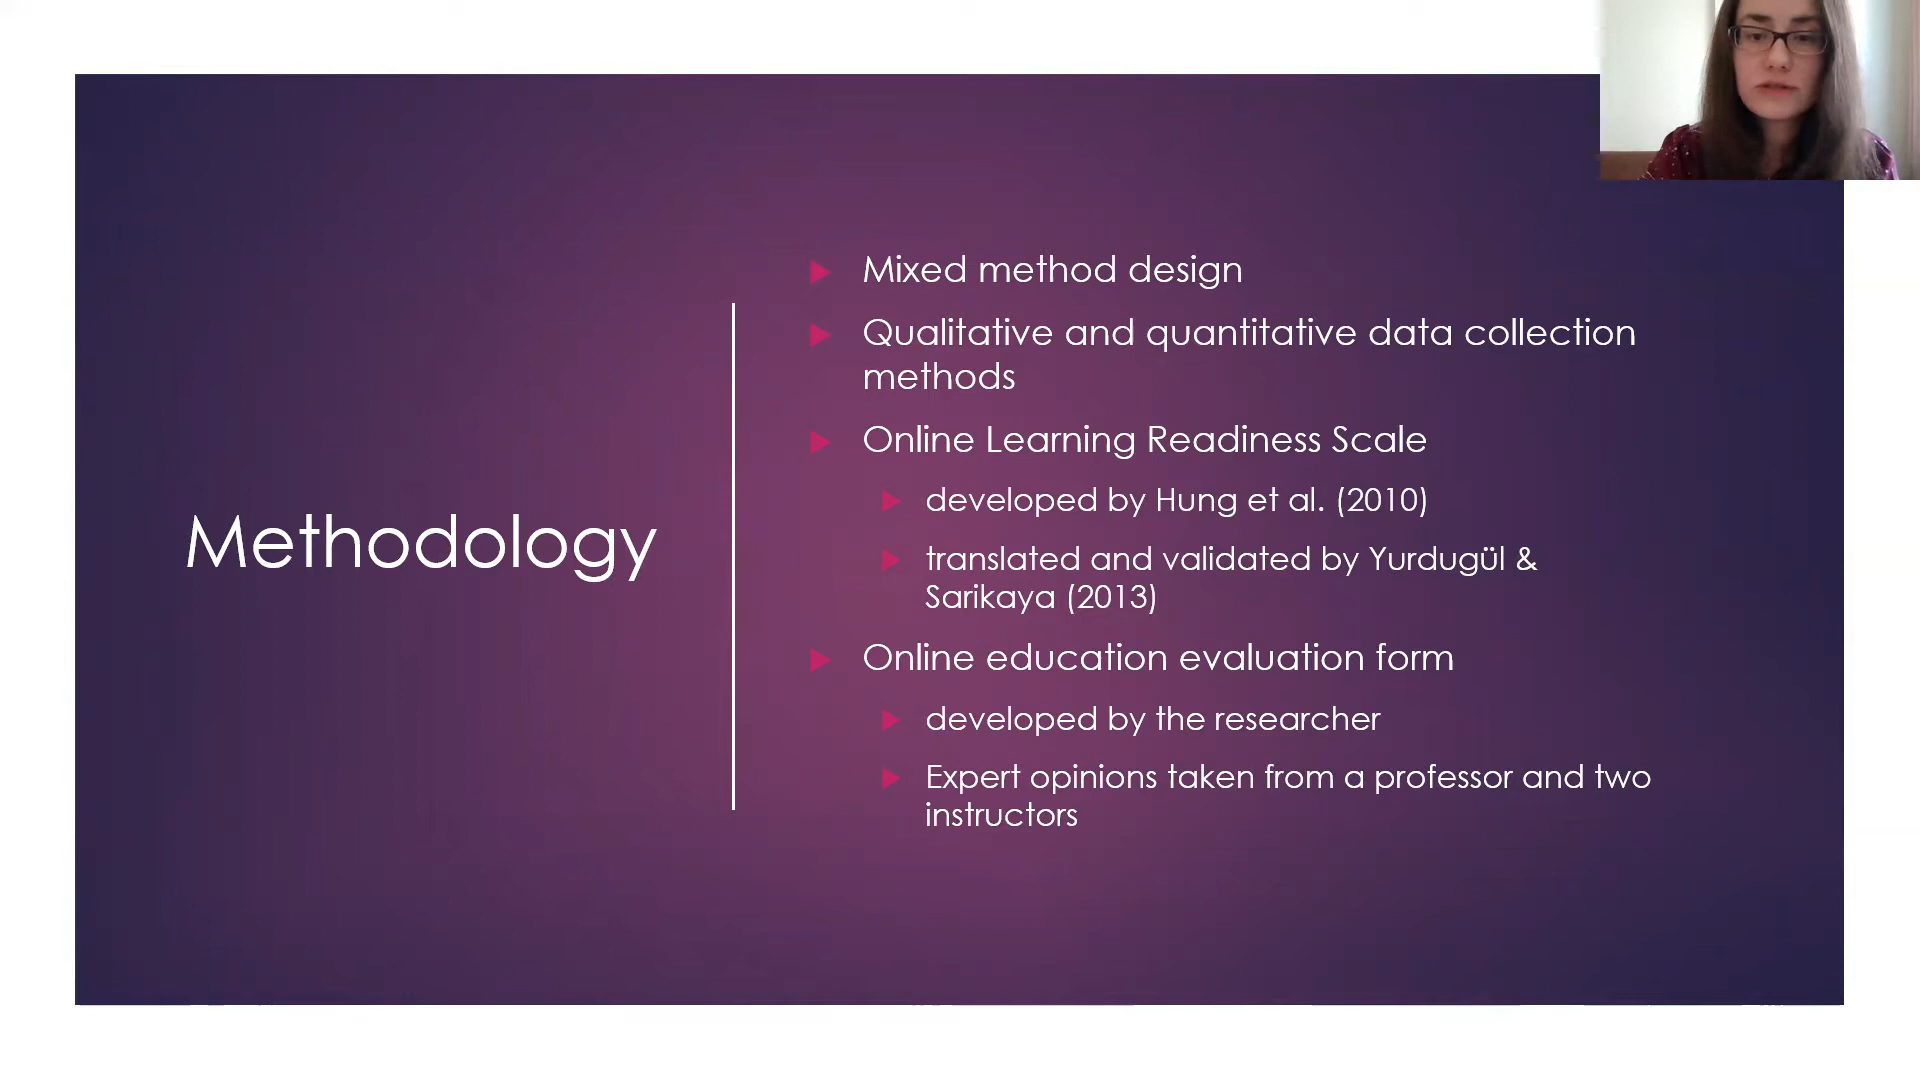 Methodology
Mixed method design
Qualitative and quantitative data collection
methods
Online Learning Readiness Scale
developed by Hung et al. (2010)
translated and validated by Yurdugül &
Sarikaya (2013)
Online education evaluation form
developed by the researcher
Expert opinions taken from a professor and two
instructors